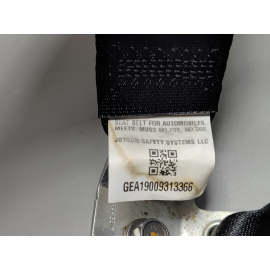 SEAT BELT FOR AUTOMOBILES
MEETS: MVSS NO.209, NO.302
JOYSON SAFETY SYSTEMS LLC
GEA19009313366